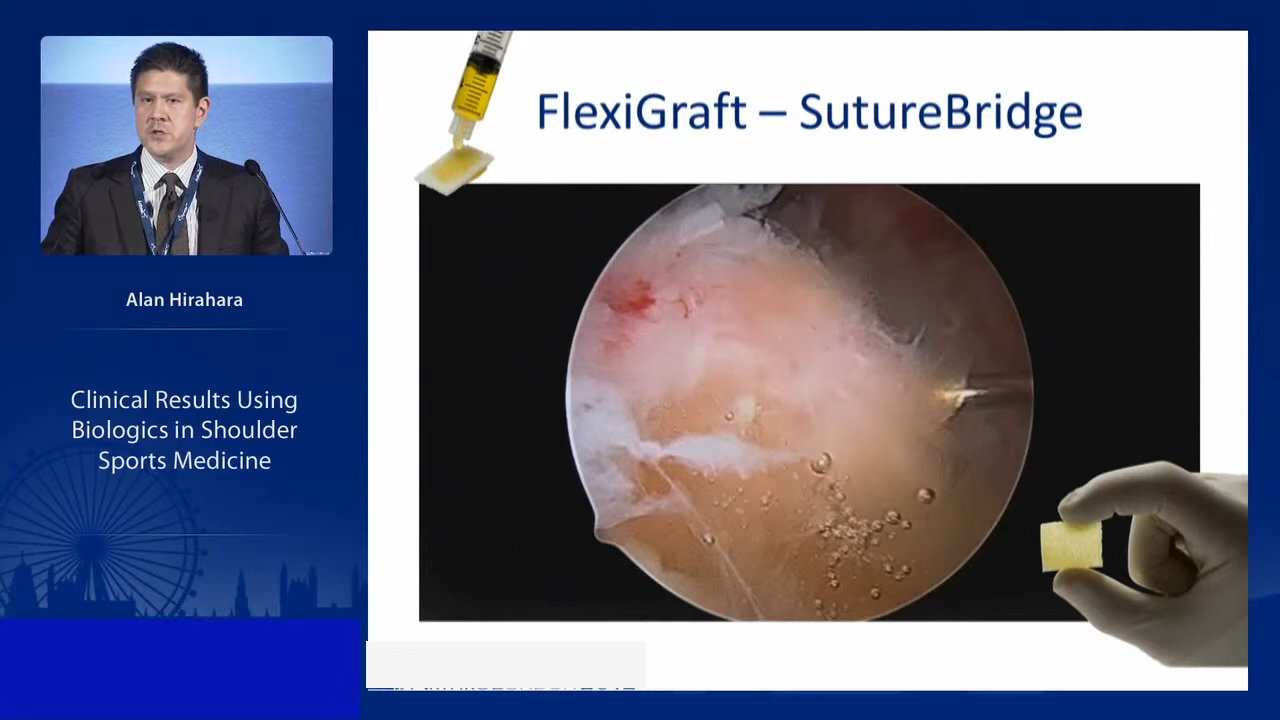 FlexiGraft – SutureBridge
Alan Hirahara
Clinical Results Using
Biologics in Shoulder
Sports Medicine